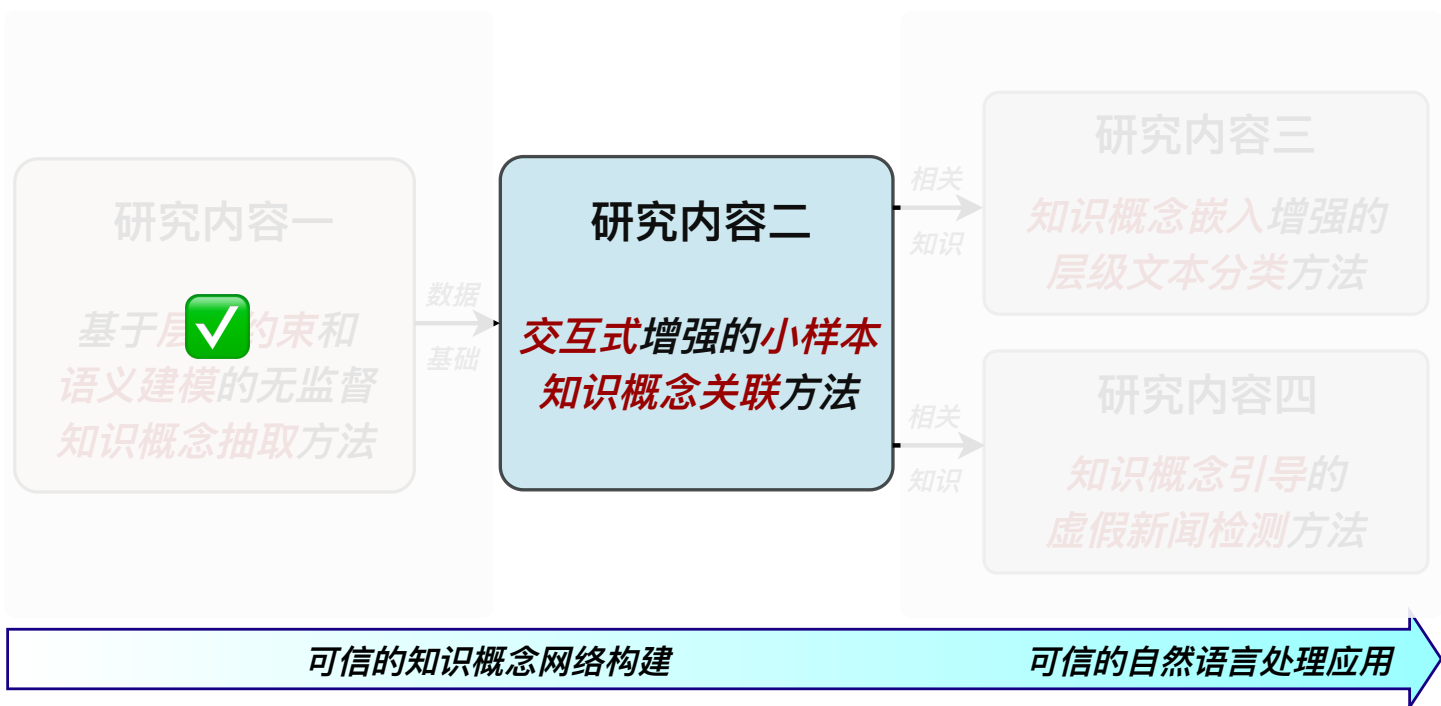 研究内容一
基于层 约束和
语义建模的无监督
知识概念抽取方法
数据
基础
研究内容二
交互式增强的小样本
知识概念关联方法
相关
知识
研究内容三
知识概念嵌入增强的
层级文本分类方法
相关
知识
研究内容四
知识概念引导的
虚假新闻检测方法
可信的知识概念网络构建
可信的自然语言处理应用